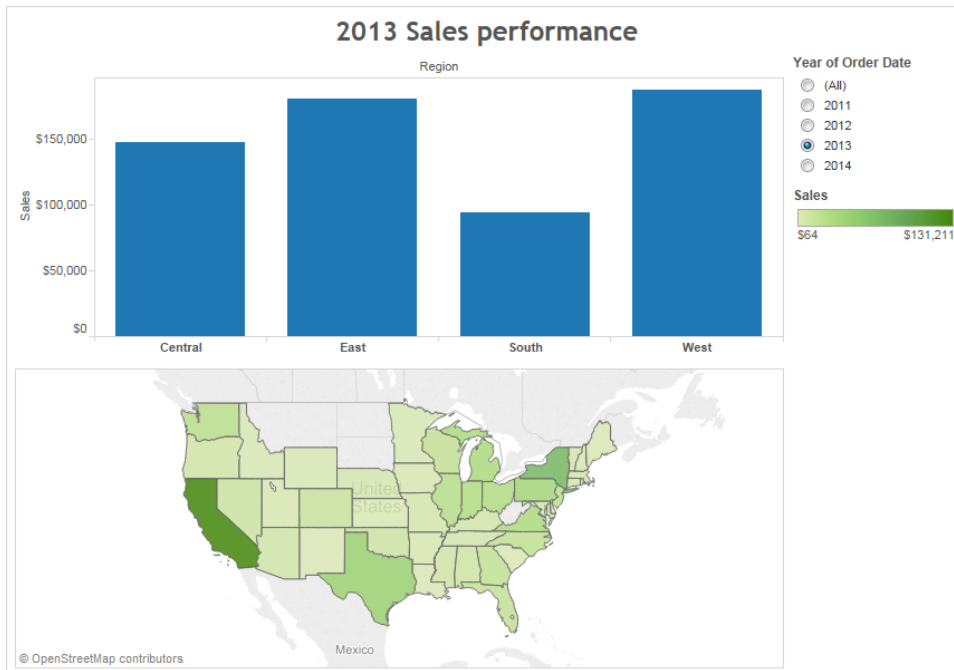 2013 Sales performance
Region
Year of Order Date
(All)
2011
2012
2013
2014
Sales
$64 $131,211
Sales
$150,000
$100,000
$50,000
$0
Central East South West
United
States
Mexico
© OpenStreetMap contributors